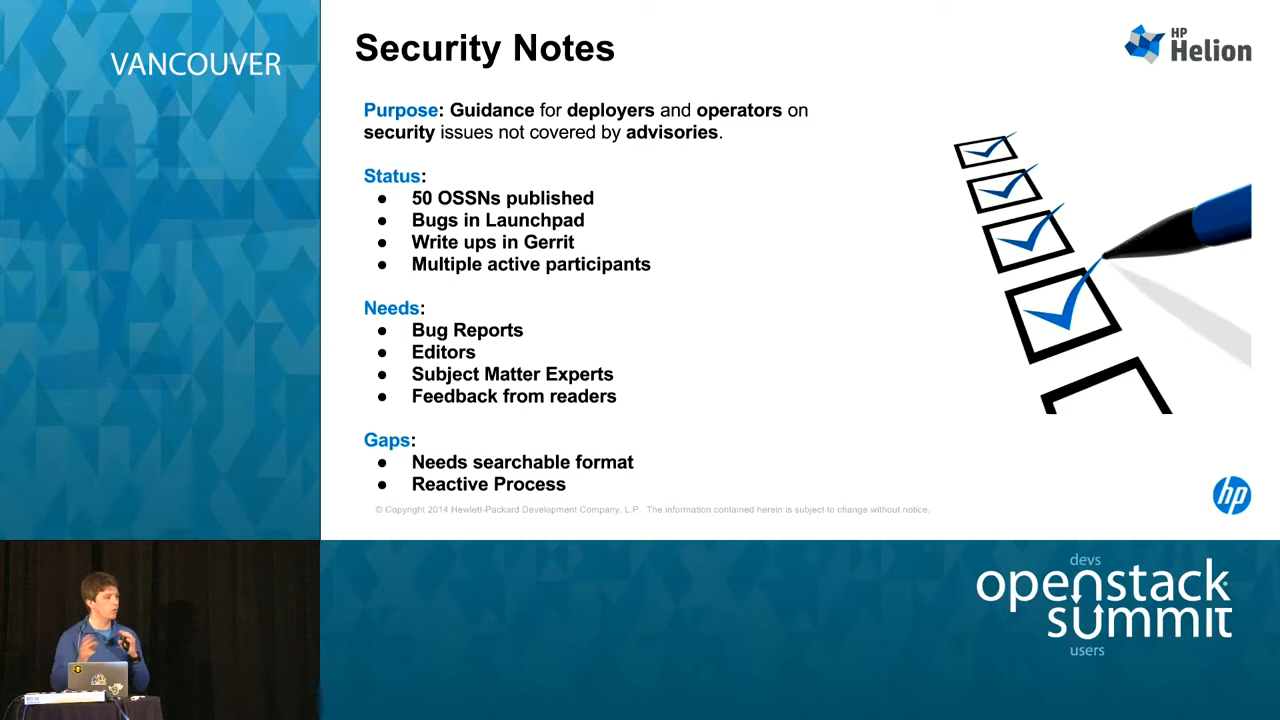 VANCOUVER
Security Notes
HP
Helion
Purpose: Guidance for deployers and operators on
security issues not covered by advisories.
Status:
● 50 OSSNs published
● Bugs in Launchpad
● Write ups in Gerrit
● Multiple active participants
Needs:
● Bug Reports
● Editors
● Subject Matter Experts
● Feedback from readers
Gaps:
● Needs searchable format
● Reactive Process
© Copyright 2014 Hewlett-Packard Development Company, L.P. The information contained herein is subject to change without notice.
hp
devs
openstack
summit
users